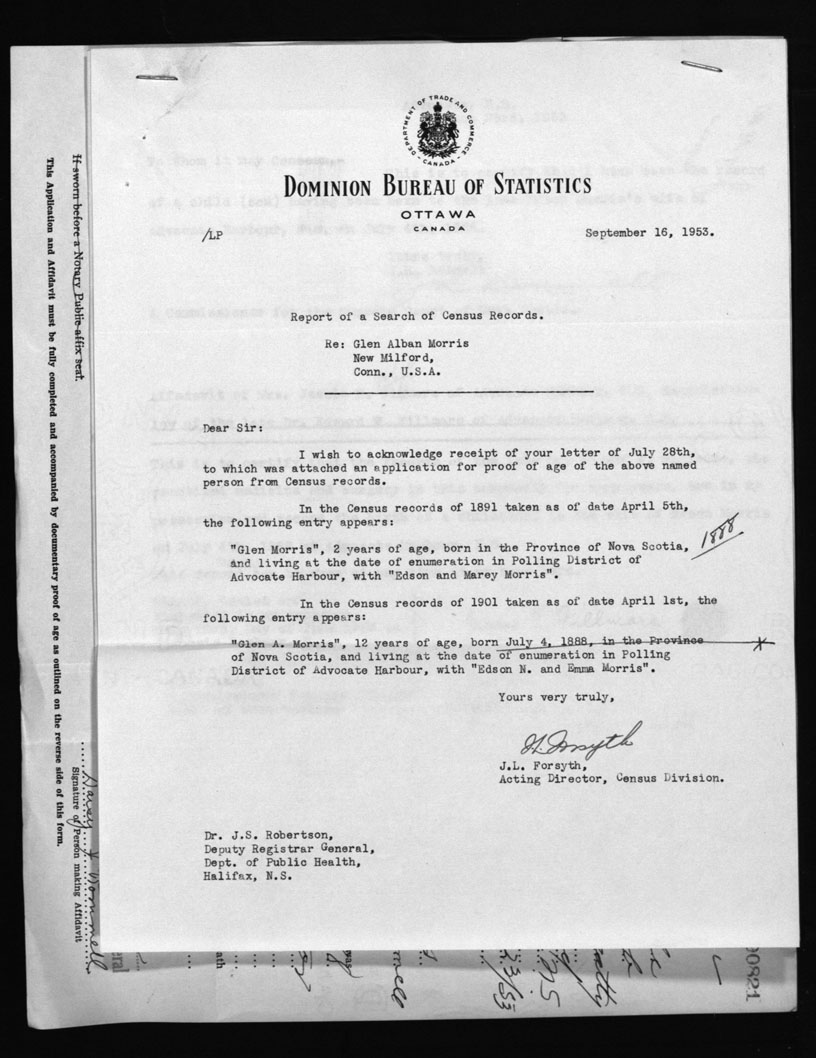 DEPARTMENT OF TRADE AND COMMERCE
- CANADA -
DOMINION BUREAU OF STATISTICS
OTTAWA
CANADA
/LP
September 16, 1953.
Report of a Search of Census Records.
Re: Glen Alban Morris
New Milford,
Conn., U.S.A.
Dear Sir:
I wish to acknowledge receipt of your letter of July 28th,
to which was attached an application for proof of age of the above named
person from Census records.
In the Census records of 1891 taken as of date April 5th,
the following entry appears:
"Glen Morris", 2 years of age, born in the Province of Nova Scotia,
and living at the date of enumeration in Polling District of
Advocate Harbour, with "Edson and Marey Morris".
1888
In the Census records of 1901 taken as of date April 1st, the
following entry appears:
"Glen A. Morris", 12 years of age, born July 4, 1888, in the Province
of Nova Scotia, and living at the date of enumeration in Polling
District of Advocate Harbour, with "Edson N. and Emma Morris".
Yours very truly,
J.L. Forsyth,
Acting Director, Census Division.
Dr. J.S. Robertson,
Deputy Registrar General,
Dept. of Public Health,
Halifax, N.S.
If sworn before a Notary Public affix seal.
This Application and Affidavit must be fully completed and accompanied by documentary proof of age as outlined on the reverse side of this form.
Signature of Person making Affidavit
90821